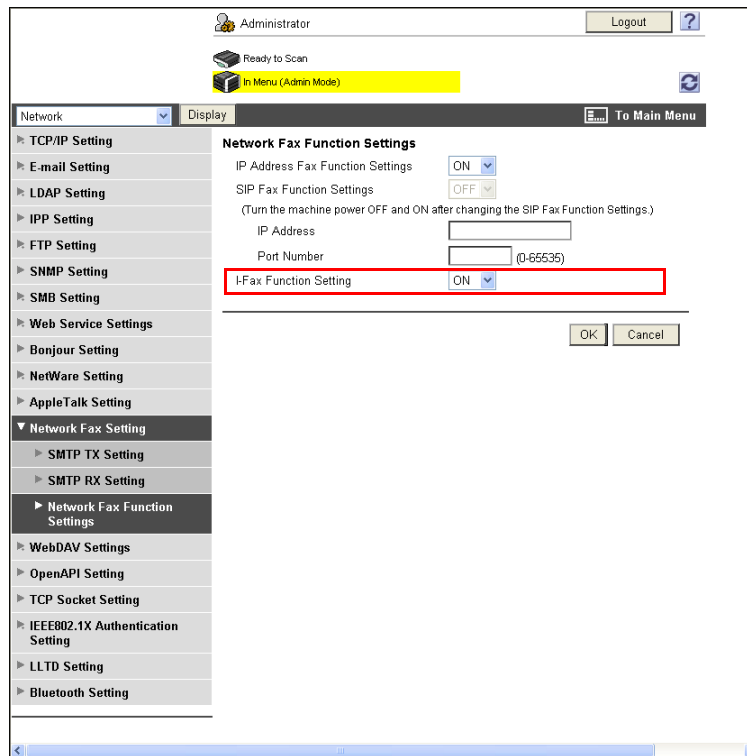 Administrator
Logout
?
Ready to Scan
In Menu (Admin Mode)
Network
Display
To Main Menu
TCP/IP Setting
E-mail Setting
LDAP Setting
IPP Setting
FTP Setting
SNMP Setting
SMB Setting
Web Service Settings
Bonjour Setting
NetWare Setting
AppleTalk Setting
Network Fax Setting
SMTP TX Setting
SMTP RX Setting
Network Fax Function
Settings
WebDAV Settings
OpenAPI Setting
TCP Socket Setting
IEEE802.1X Authentication
Setting
LLTD Setting
Bluetooth Setting
Network Fax Function Settings
IP Address Fax Function Settings ON
SIP Fax Function Settings OFF
(Turn the machine power OFF and ON after changing the SIP Fax Function Settings.)
IP Address
Port Number (0-65535)
I-Fax Function Setting ON
OK Cancel